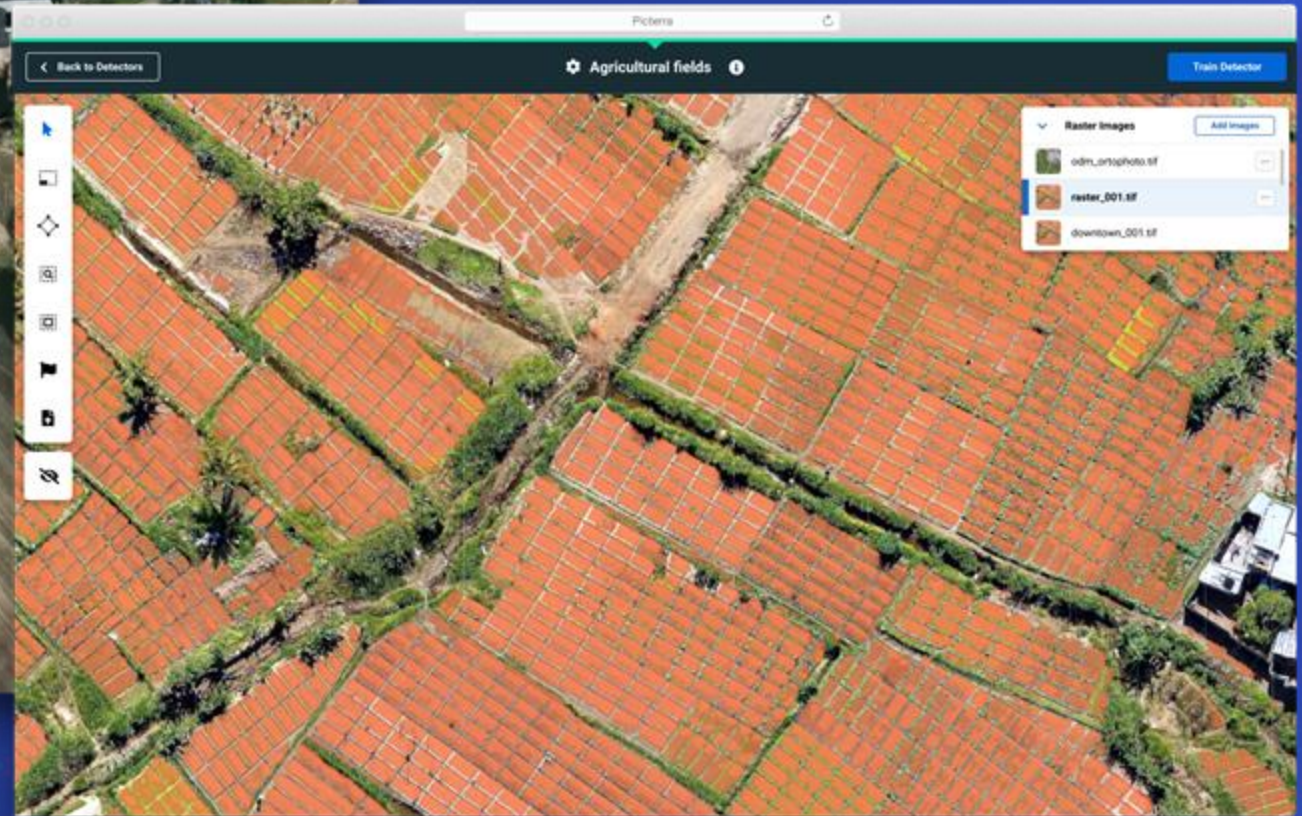 Picterra
Back to Detectors
Agricultural fields
Train Detector
Raster Images
Add images
odm_ortophoto.tif
raster_001.tif
downtown_001.tif